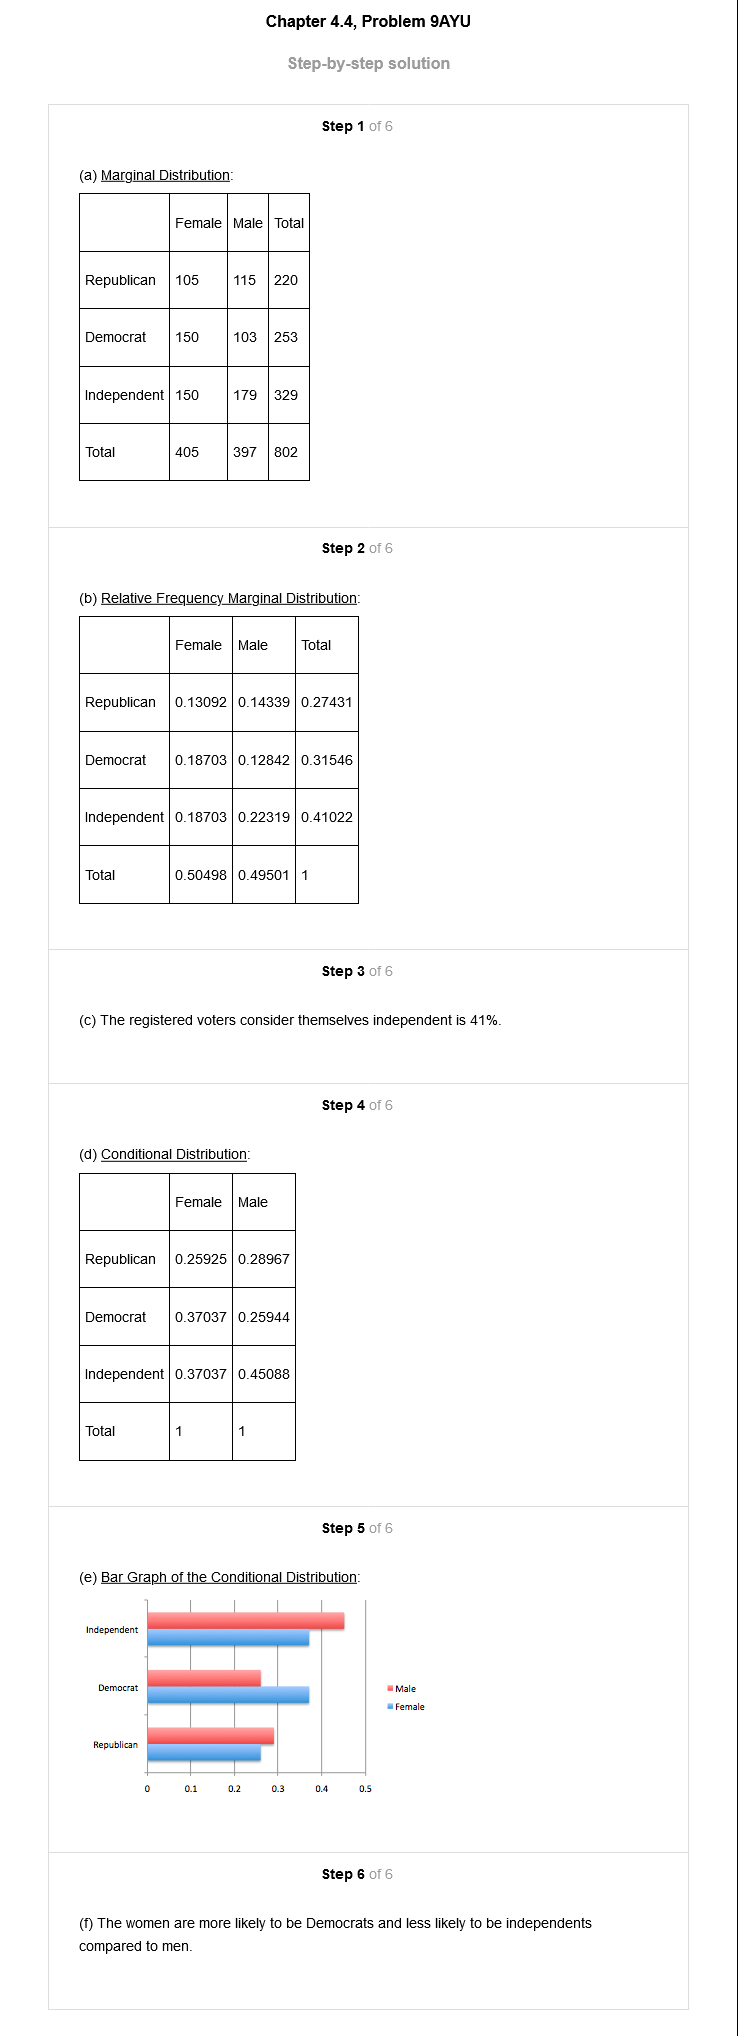 Chapter 4.4, Problem 9AYU
Step-by-step solution
Step 1 of 6
(a) Marginal Distribution:
Female Male Total
Republican 105 115 220
Democrat 150 103 253
Independent 150 179 329
Total 405 397 802
Step 2 of 6
(b) Relative Frequency Marginal Distribution:
Female Male Total
Republican 0.13092 0.14339 0.27431
Democrat 0.18703 0.12842 0.31546
Independent 0.18703 0.22319 0.41022
Total 0.50498 0.49501 1
Step 3 of 6
(c) The registered voters consider themselves independent is 41%.
Step 4 of 6
(d) Conditional Distribution:
Female Male
Republican 0.25925 0.28967
Democrat 0.37037 0.25944
Independent 0.37037 0.45088
Total 1 1
Step 5 of 6
(e) Bar Graph of the Conditional Distribution:
Independent
Democrat
Republican
Male
Female
0 0.1 0.2 0.3 0.4 0.5
Step 6 of 6
(f) The women are more likely to be Democrats and less likely to be independents
compared to men.